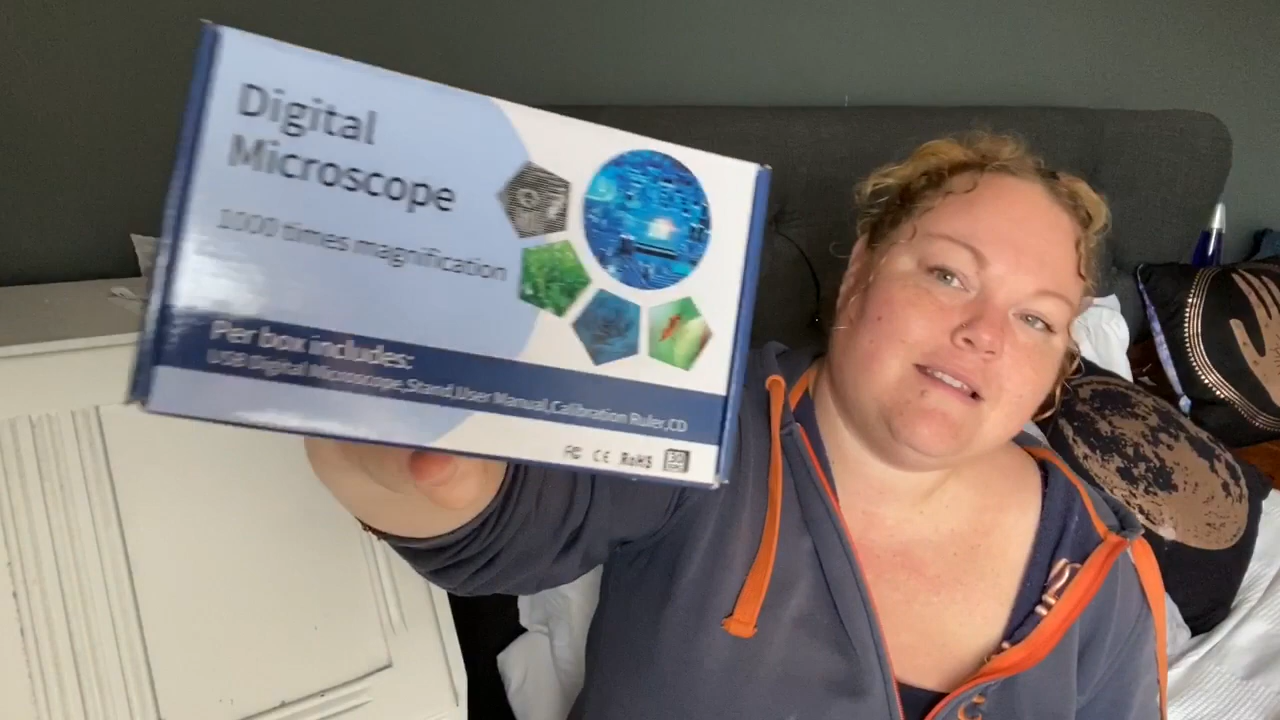 Digital
Microscope
1000 times magnification
Per box includes:
USB Digital Microscope,Stand,User Manual,Calibration Ruler,CD
FC CE RoHS